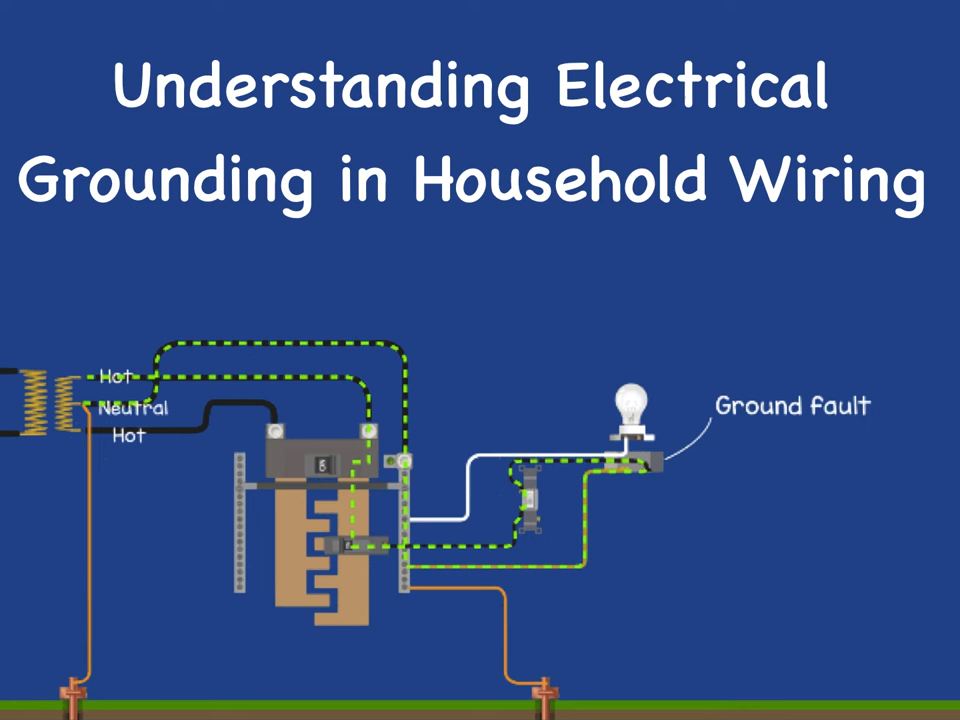 Understanding Electrical
Grounding in Household Wiring
Hot
Neutral
Hot
Ground fault